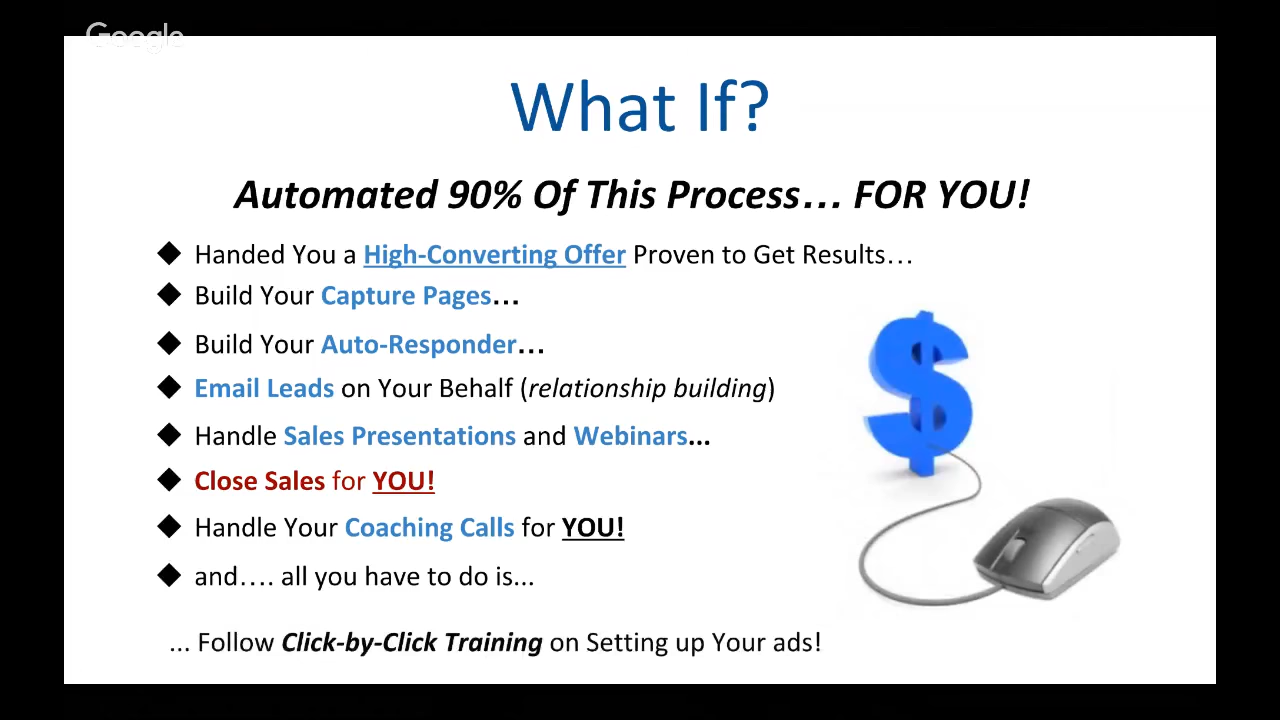 Google
What If?
Automated 90% Of This Process... FOR YOU!
Handed You a High-Converting Offer Proven to Get Results...
Build Your Capture Pages...
Build Your Auto-Responder...
Email Leads on Your Behalf (relationship building)
Handle Sales Presentations and Webinars...
Close Sales for YOU!
Handle Your Coaching Calls for YOU!
and.... all you have to do is...
... Follow Click-by-Click Training on Setting up Your ads!